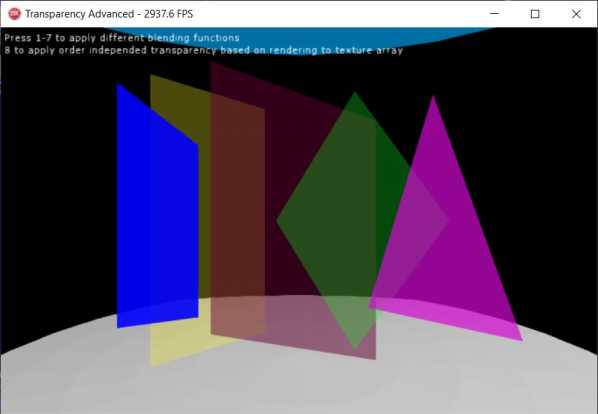 Transparency Advanced - 2937.6 FPS
Press 1-7 to apply different blending functions
8 to apply order independent transparency based on rendering to texture array